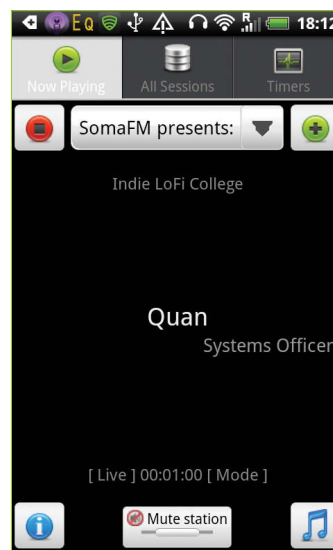 EQ R 18:12
Now Playing All Sessions Timers
SomaFM presents:
Indie LoFi College
Quan
Systems Officer
[ Live ] 00:01:00 [ Mode ]
Mute station